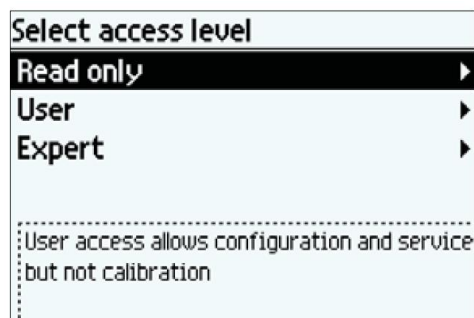 Select access level
Read only
User
Expert
User access allows configuration and service
but not calibration